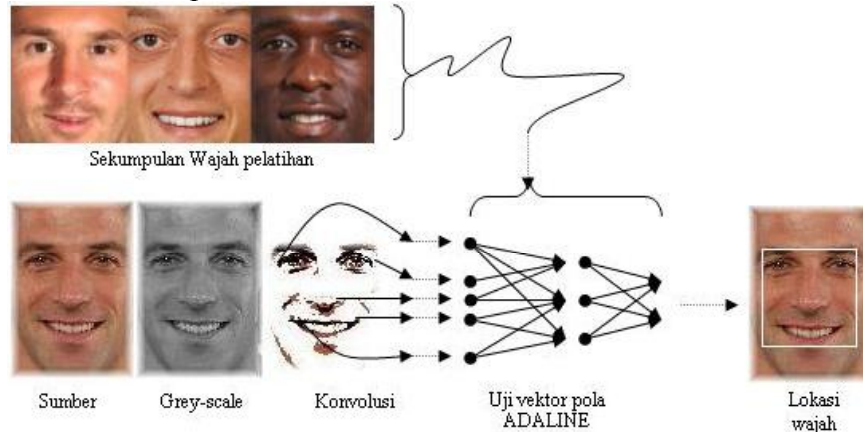 Sekumpulan Wajah pelatihan
Sumber
Grey-scale
Konvolusi
Uji vektor pola
ADALINE
Lokasi
wajah